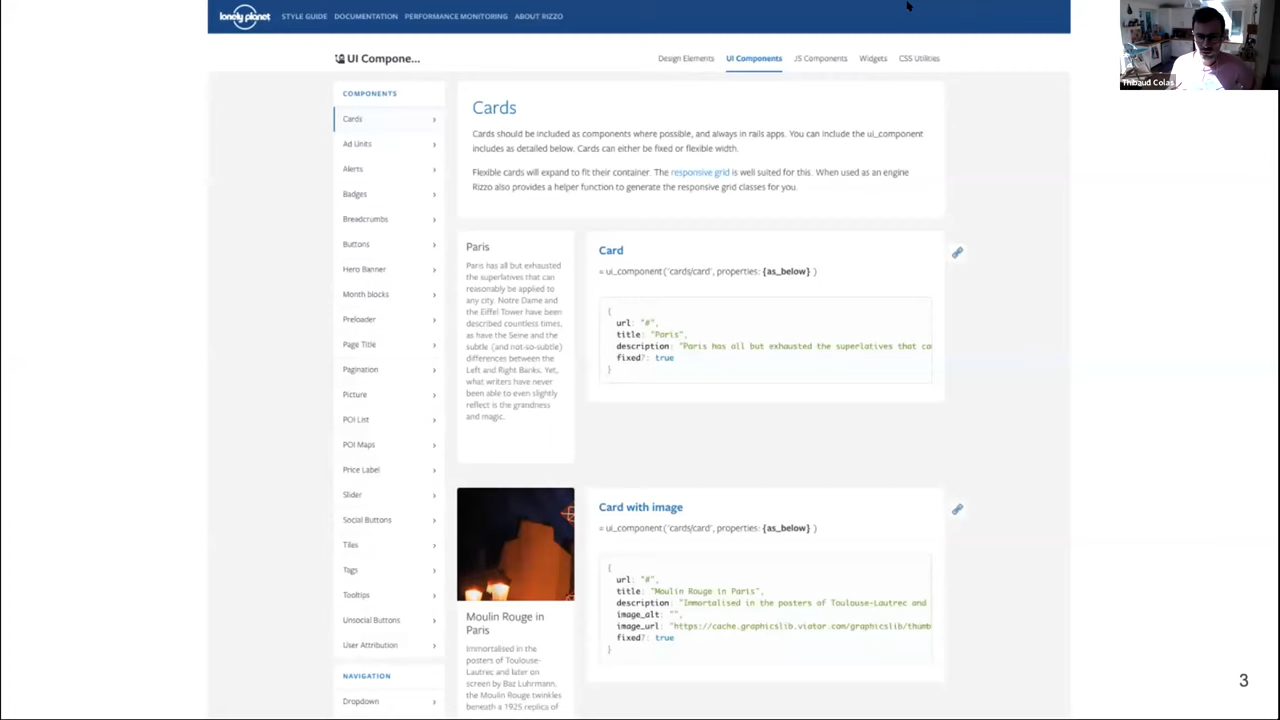 lonely planet
STYLE GUIDE DOCUMENTATION PERFORMANCE MONITORING ABOUT RIZZO
Thibaud Colas
UI Compone...
Design Elements UI Components JS Components Widgets CSS Utilities
COMPONENTS
Cards
Ad Units
Alerts
Badges
Breadcrumbs
Buttons
Hero Banner
Month blocks
Preloader
Page Title
Pagination
Picture
POI List
POI Maps
Price Label
Slider
Social Buttons
Tiles
Tags
Tooltips
Unsocial Buttons
User Attribution
NAVIGATION
Dropdown
Cards
Cards should be included as components where possible, and always in rails apps. You can include the ui_component
includes as detailed below. Cards can either be fixed or flexible width.
Flexible cards will expand to fit their container. The responsive grid is well suited for this. When used as an engine
Rizzo also provides a helper function to generate the responsive grid classes for you.
Paris
Paris has all but exhausted
the superlatives that can
reasonably be applied to
any city. Notre Dame and
the Eiffel Tower have been
described countless times,
as have the Seine and the
subtle (and not-so-subtle)
differences between the
Left and Right Banks. Yet,
what writers have never
been able to even slightly
reflect is the grandness
and magic.
Card
= ui_component('cards/card', properties: {as_below} )
{
url: "#",
title: "Paris",
description: "Paris has all but exhausted the superlatives that ca
fixed?: true
}
Moulin Rouge in
Paris
Immortalised in the
posters of Toulouse-
Lautrec and later on
screen by Baz Luhrmann,
the Moulin Rouge twinkles
beneath a 1925 replica of
Card with image
= ui_component('cards/card', properties: {as_below} )
{
url: "#",
title: "Moulin Rouge in Paris",
description: "Immortalised in the posters of Toulouse-Lautrec and
image_alt: "",
image_url: "https://cache.graphicslib.viator.com/graphicslib/thumb
fixed?: true
}
3